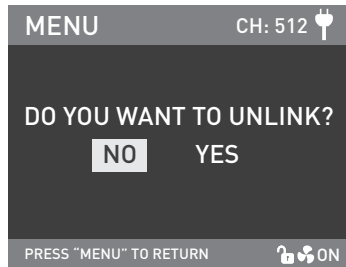 MENU CH: 512
DO YOU WANT TO UNLINK?
NO YES
PRESS “MENU” TO RETURN ON